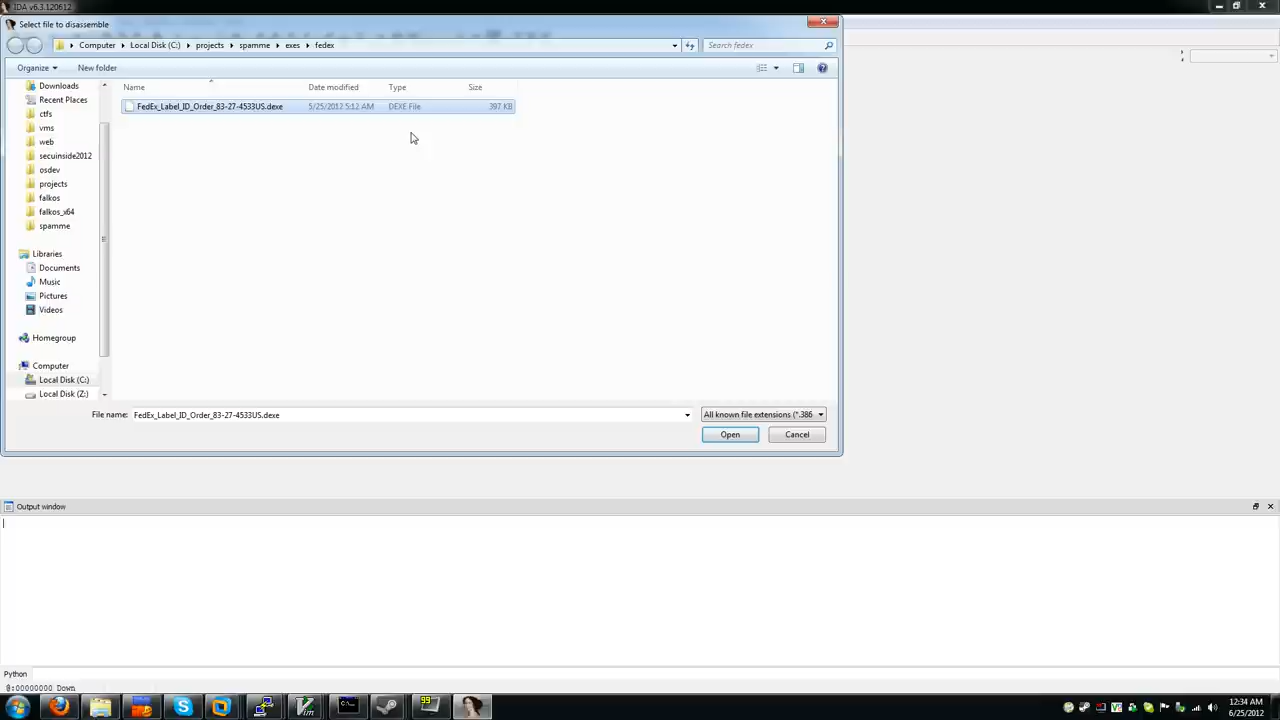 IDA v6.3.120612
Select file to disassemble
Computer Local Disk (C:) projects spamme exes fedex
Search fedex
Organize New folder
Name Date modified Type Size
FedEx_Label_ID_Order_83-27-4533US.dexe 5/25/2012 5:12 AM DEXE File 397 KB
Downloads
Recent Places
ctfs
vms
web
secuinside2012
osdev
projects
falkos
falkos_x64
spamme
Libraries
Documents
Music
Pictures
Videos
Homegroup
Computer
Local Disk (C:)
Local Disk (Z:)
File name: FedEx_Label_ID_Order_83-27-4533US.dexe All known file extensions (*.386
Open Cancel
Output window
Python
@:00000000 Down
99
12:34 AM
6/25/2012